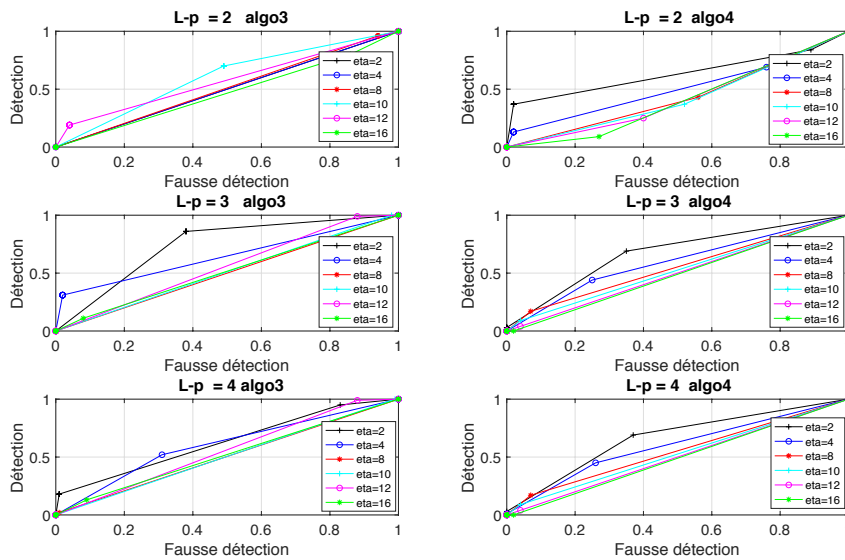 L-p = 2 algo3
Détection
1
0.5
0
0
0.2
0.4
0.6
0.8
1
Fausse détection
eta=2
eta=4
eta=8
eta=10
eta=12
eta=16
L-p = 2 algo4
Détection
1
0.5
0
0
0.2
0.4
0.6
0.8
Fausse détection
eta=2
eta=4
eta=8
eta=10
eta=12
eta=16
L-p = 3 algo3
Détection
1
0.5
0
0
0.2
0.4
0.6
0.8
1
Fausse détection
eta=2
eta=4
eta=8
eta=10
eta=12
eta=16
L-p = 3 algo4
Détection
1
0.5
0
0
0.2
0.4
0.6
0.8
Fausse détection
eta=2
eta=4
eta=8
eta=10
eta=12
eta=16
L-p = 4 algo3
Détection
1
0.5
0
0
0.2
0.4
0.6
0.8
1
Fausse détection
eta=2
eta=4
eta=8
eta=10
eta=12
eta=16
L-p = 4 algo4
Détection
1
0.5
0
0
0.2
0.4
0.6
0.8
Fausse détection
eta=2
eta=4
eta=8
eta=10
eta=12
eta=16